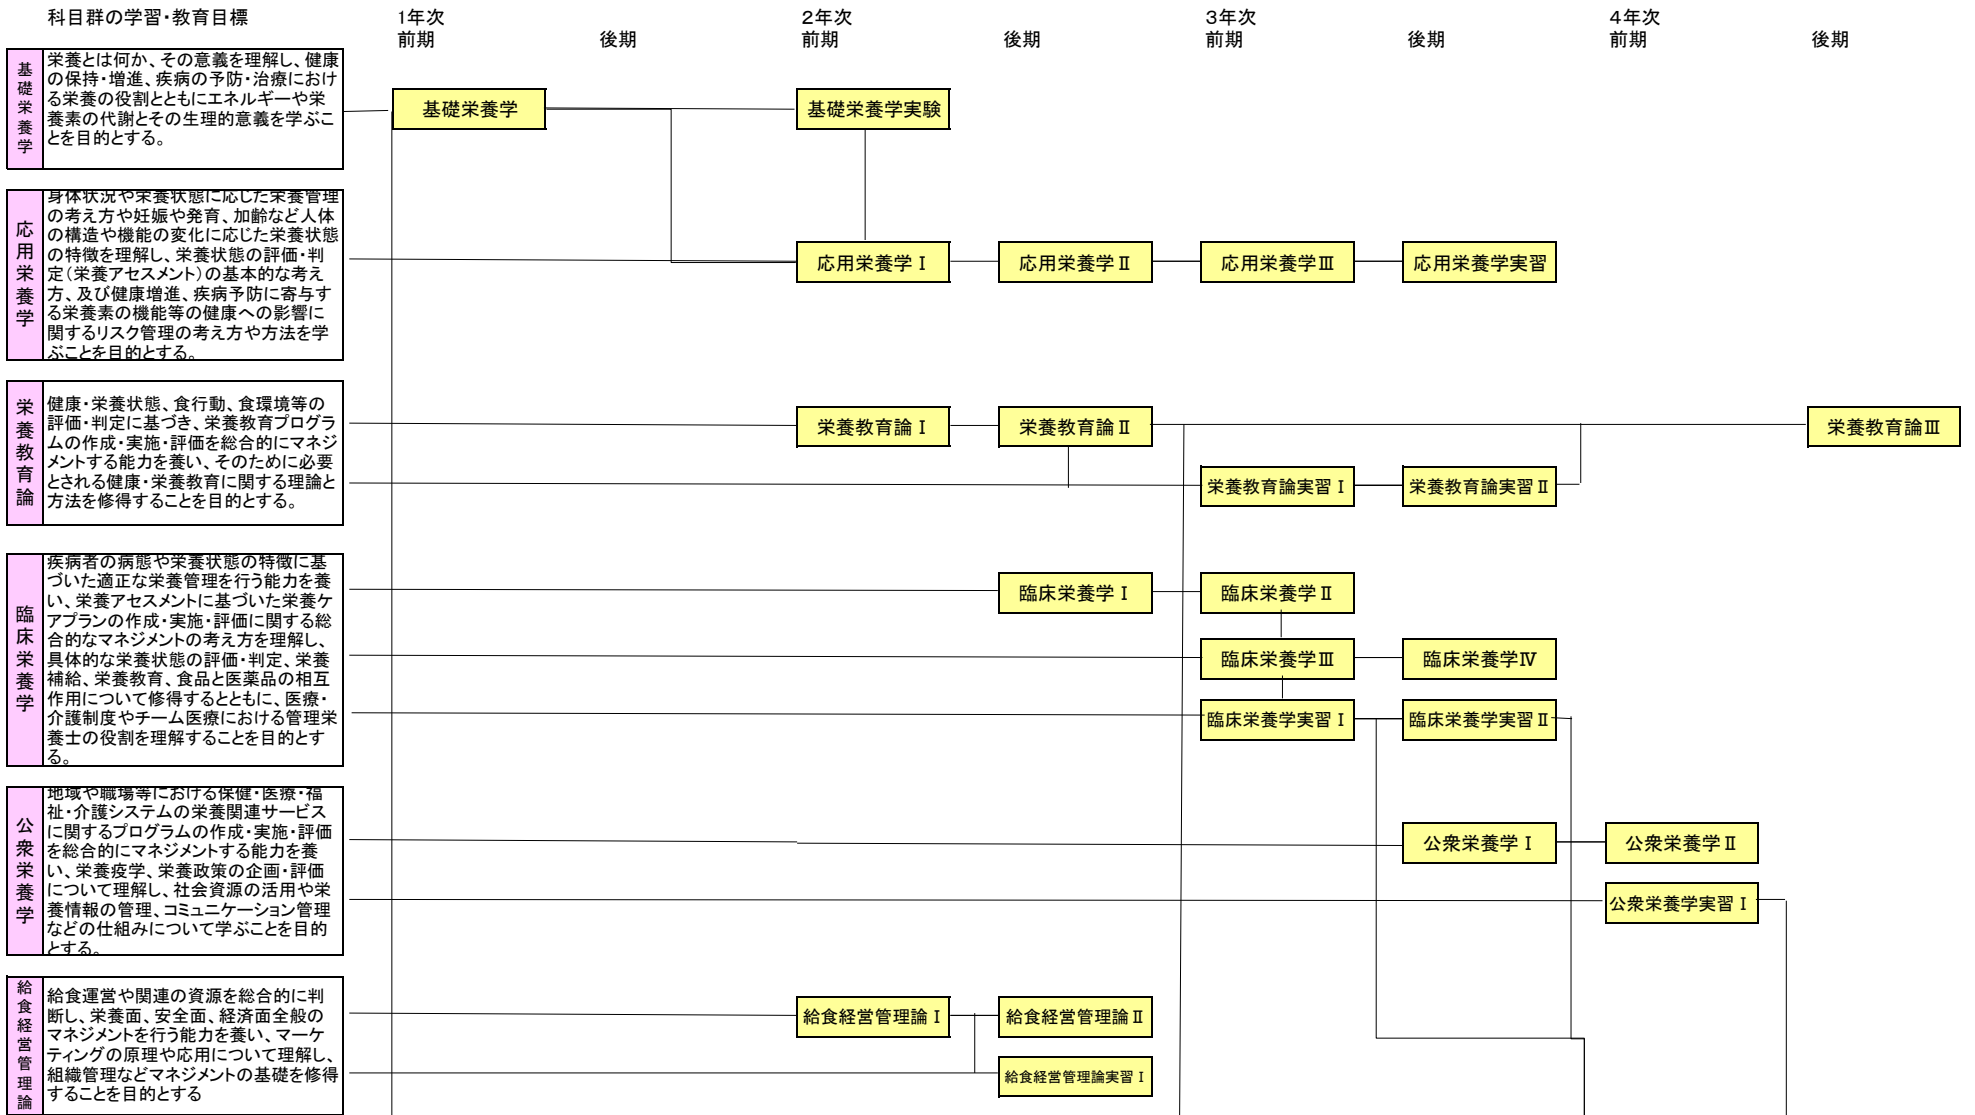 科目群の学習・教育目標
1年次
2年次
3年次
4年次
前期
後期
前期
後期
前期
後期
前期
後期
基礎栄養学
栄養とは何か、その意義を理解し、健康
の保持・増進、疾病の予防・治療におけ
る栄養の役割とともにエネルギーや栄
養素の代謝とその生理的意義を学ぶこ
とを目的とする。
基礎栄養学
基礎栄養学実験
応用栄養学
身体状況や栄養状態に応じた栄養管理
の考え方や妊娠や発育、加齢など人体
の構造や機能の変化に応じた栄養状態
の特徴を理解し、栄養状態の評価・判
定(栄養アセスメント)の基本的な考え
方、及び健康増進、疾病予防に寄与す
る栄養素の機能等の健康への影響に
関するリスク管理の考え方や方法を学
ぶことを目的とする。
応用栄養学Ⅰ
応用栄養学Ⅱ
応用栄養学Ⅲ
応用栄養学実習
栄養教育論
健康・栄養状態、食行動、食環境等の
評価・判定に基づき、栄養教育プログラ
ムの作成・実施・評価を総合的にマネジ
メントする能力を養い、そのために必要
とされる健康・栄養教育に関する理論と
方法を修得することを目的とする。
栄養教育論Ⅰ
栄養教育論Ⅱ
栄養教育論Ⅲ
栄養教育論実習Ⅰ
栄養教育論実習Ⅱ
臨床栄養学
疾病者の病態や栄養状態の特徴に基
づいた適正な栄養管理を行う能力を養
い、栄養アセスメントに基づいた栄養ケ
アプランの作成・実施・評価に関する総
合的なマネジメントの考え方を理解し、
具体的な栄養状態の評価・判定、栄養
補給、栄養教育、食品と医薬品の相互
作用について修得するとともに、医療・
介護制度やチーム医療における管理栄
養士の役割を理解することを目的とす
る。
臨床栄養学Ⅰ
臨床栄養学Ⅱ
臨床栄養学Ⅲ
臨床栄養学Ⅳ
臨床栄養学実習Ⅰ
臨床栄養学実習Ⅱ
公衆栄養学
地域や職場等における保健・医療・福
祉・介護システムの栄養関連サービス
に関するプログラムの作成・実施・評価
を総合的にマネジメントする能力を養
い、栄養疫学、栄養政策の企画・評価
について理解し、社会資源の活用や栄
養情報の管理、コミュニケーション管理
などの仕組みについて学ぶことを目的
とする。
公衆栄養学Ⅰ
公衆栄養学Ⅱ
公衆栄養学実習Ⅰ
給食経営管理論
給食運営や関連の資源を総合的に判
断し、栄養面、安全面、経済面全般の
マネジメントを行う能力を養い、マーケ
ティングの原理や応用について理解し、
組織管理などマネジメントの基礎を修得
することを目的とする
給食経営管理論Ⅰ
給食経営管理論Ⅱ
給食経営管理論実習Ⅰ